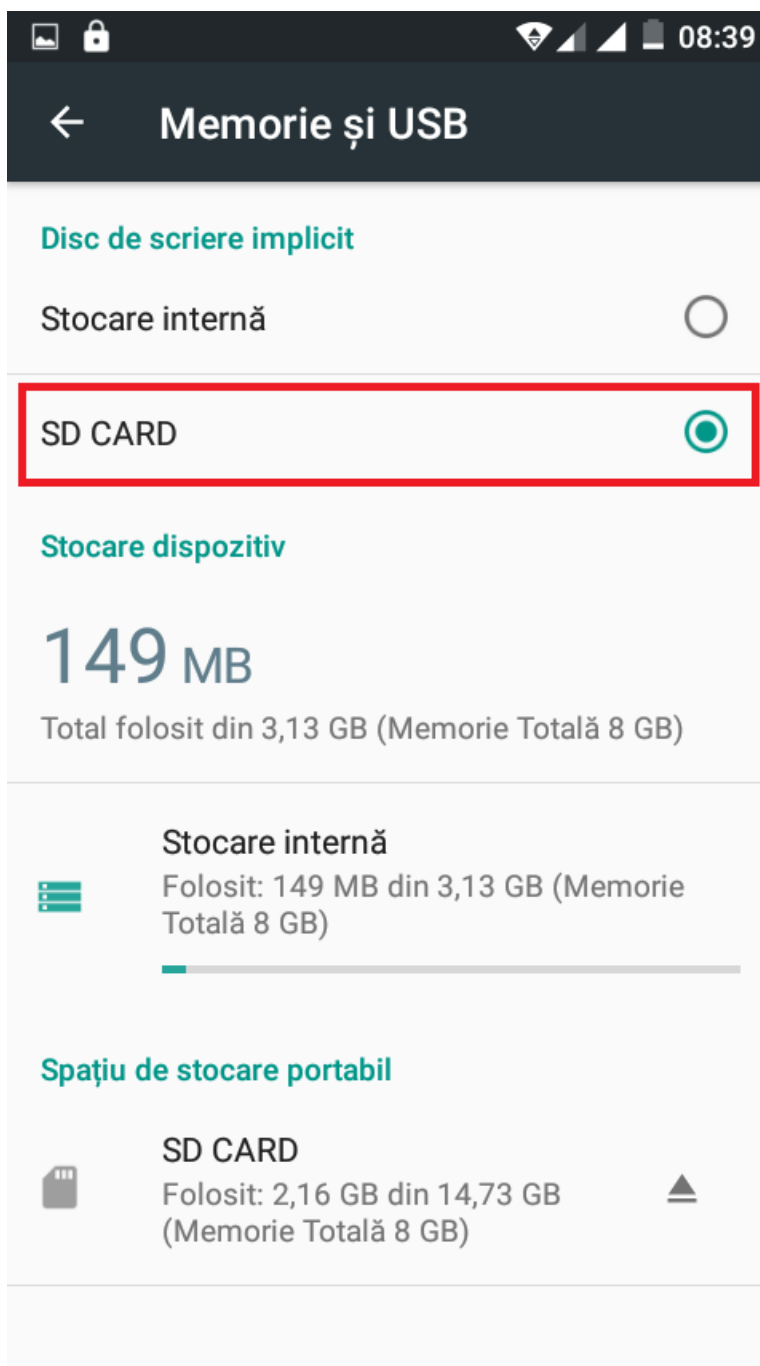 08:39
Memorie și USB
Disc de scriere implicit
Stocare internă
SD CARD
Stocare dispozitiv
149 MB
Total folosit din 3,13 GB (Memorie Totală 8 GB)
Stocare internă
Folosit: 149 MB din 3,13 GB (Memorie
Totală 8 GB)
Spațiu de stocare portabil
SD CARD
Folosit: 2,16 GB din 14,73 GB
(Memorie Totală 8 GB)